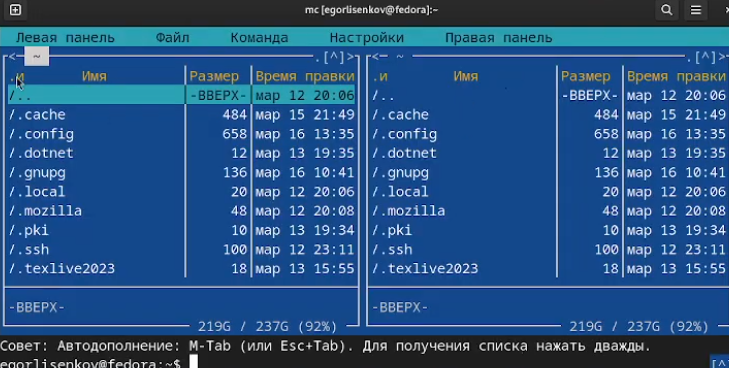 mc [egorlisenkov@fedora]:~
Левая панель Файл Команда Настройки Правая панель
<─ ~ .[^]> <─ ~ .[^]>
.и Имя Размер Время правки .и Имя Размер Время правки
/.. -ВВЕРХ- мар 12 20:06 /.. -ВВЕРХ- мар 12 20:06
/.cache 484 мар 15 21:49 /.cache 484 мар 15 21:49
/.config 658 мар 16 13:35 /.config 658 мар 16 13:35
/.dotnet 12 мар 13 19:35 /.dotnet 12 мар 13 19:35
/.gnupg 136 мар 16 10:41 /.gnupg 136 мар 16 10:41
/.local 20 мар 12 20:06 /.local 20 мар 12 20:06
/.mozilla 48 мар 12 20:08 /.mozilla 48 мар 12 20:08
/.pki 10 мар 13 19:34 /.pki 10 мар 13 19:34
/.ssh 100 мар 12 23:11 /.ssh 100 мар 12 23:11
/.texlive2023 18 мар 13 15:55 /.texlive2023 18 мар 13 15:55
-ВВЕРХ- -ВВЕРХ-
219G / 237G (92%) 219G / 237G (92%)
Совет: Автодополнение: M-Tab (или Esc+Tab). Для получения списка нажать дважды.
egorlisenkov@fedora:~$ [^]